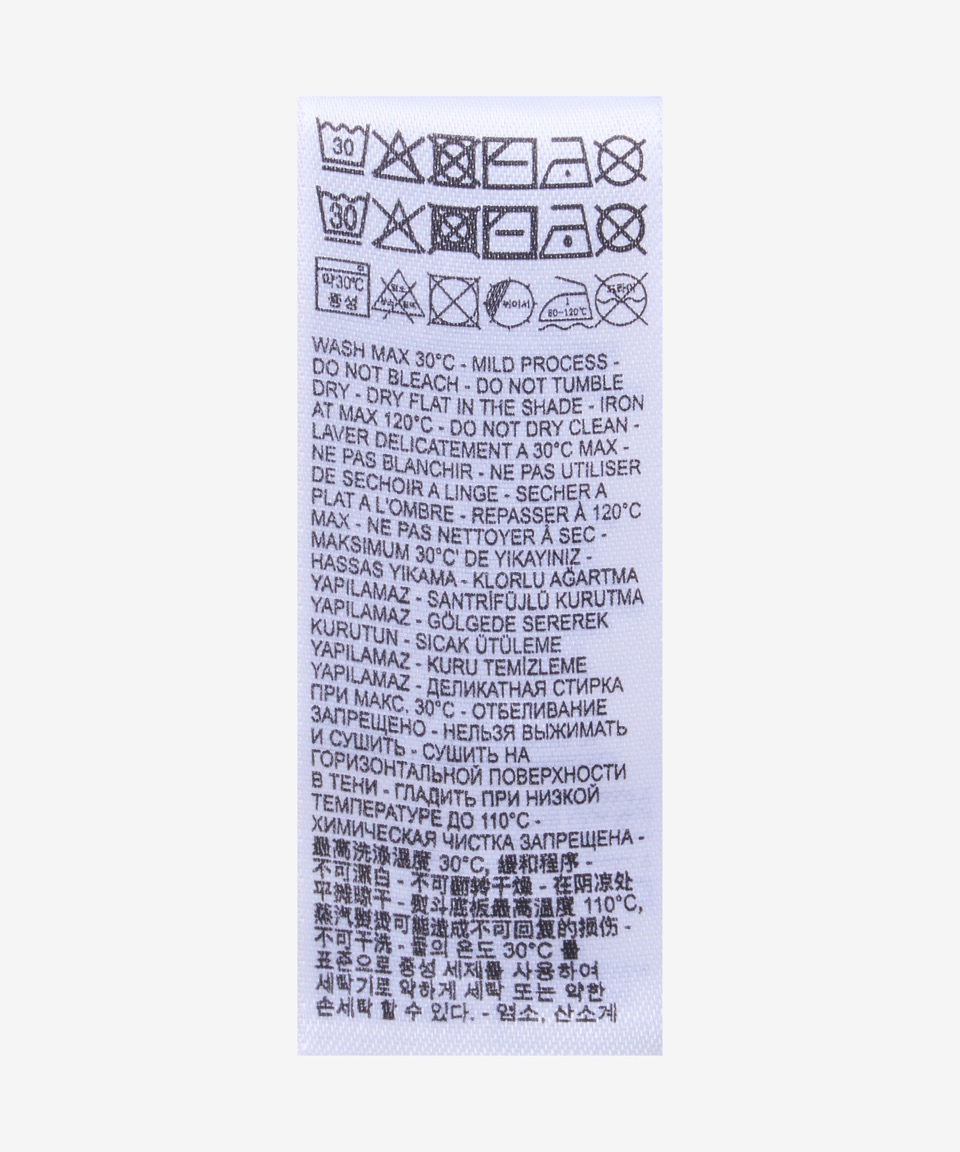 30
30
약30℃
중성
80~120℃
WASH MAX 30°C - MILD PROCESS -
DO NOT BLEACH - DO NOT TUMBLE
DRY - DRY FLAT IN THE SHADE - IRON
AT MAX 120°C - DO NOT DRY CLEAN -
LAVER DELICATEMENT A 30°C MAX -
NE PAS BLANCHIR - NE PAS UTILISER
DE SECHOIR A LINGE - SECHER A
PLAT A L'OMBRE - REPASSER À 120°C
MAX - NE PAS NETTOYER À SEC -
MAKSIMUM 30°C' DE YIKAYINIZ -
HASSAS YIKAMA - KLORLU AĞARTMA
YAPILAMAZ - SANTRİFÜJLÜ KURUTMA
YAPILAMAZ - GÖLGEDE SEREREK
KURUTUN - SICAK ÜTÜLEME
YAPILAMAZ - KURU TEMİZLEME
YAPILAMAZ - ДЕЛИКАТНАЯ СТИРКА
ПРИ МАКС. 30°C - ОТБЕЛИВАНИЕ
ЗАПРЕЩЕНО - НЕЛЬЗЯ ВЫЖИМАТЬ
И СУШИТЬ - СУШИТЬ НА
ГОРИЗОНТАЛЬНОЙ ПОВЕРХНОСТИ
В ТЕНИ - ГЛАДИТЬ ПРИ НИЗКОЙ
ТЕМПЕРАТУРЕ ДО 110°C -
ХИМИЧЕСКАЯ ЧИСТКА ЗАПРЕЩЕНА -
最高洗涤温度 30°C, 缓和程序 -
不可漂白 - 不可翻转干燥 - 在阴凉处
平摊晾干 - 熨斗底板最高温度 110°C,
蒸汽熨烫可能造成不可回复的损伤 -
不可干洗 - 물의 온도 30°C 를
표준으로 중성 세제를 사용하여
세탁기로 약하게 세탁 또는 약한
손세탁 할 수 있다. - 염소, 산소계